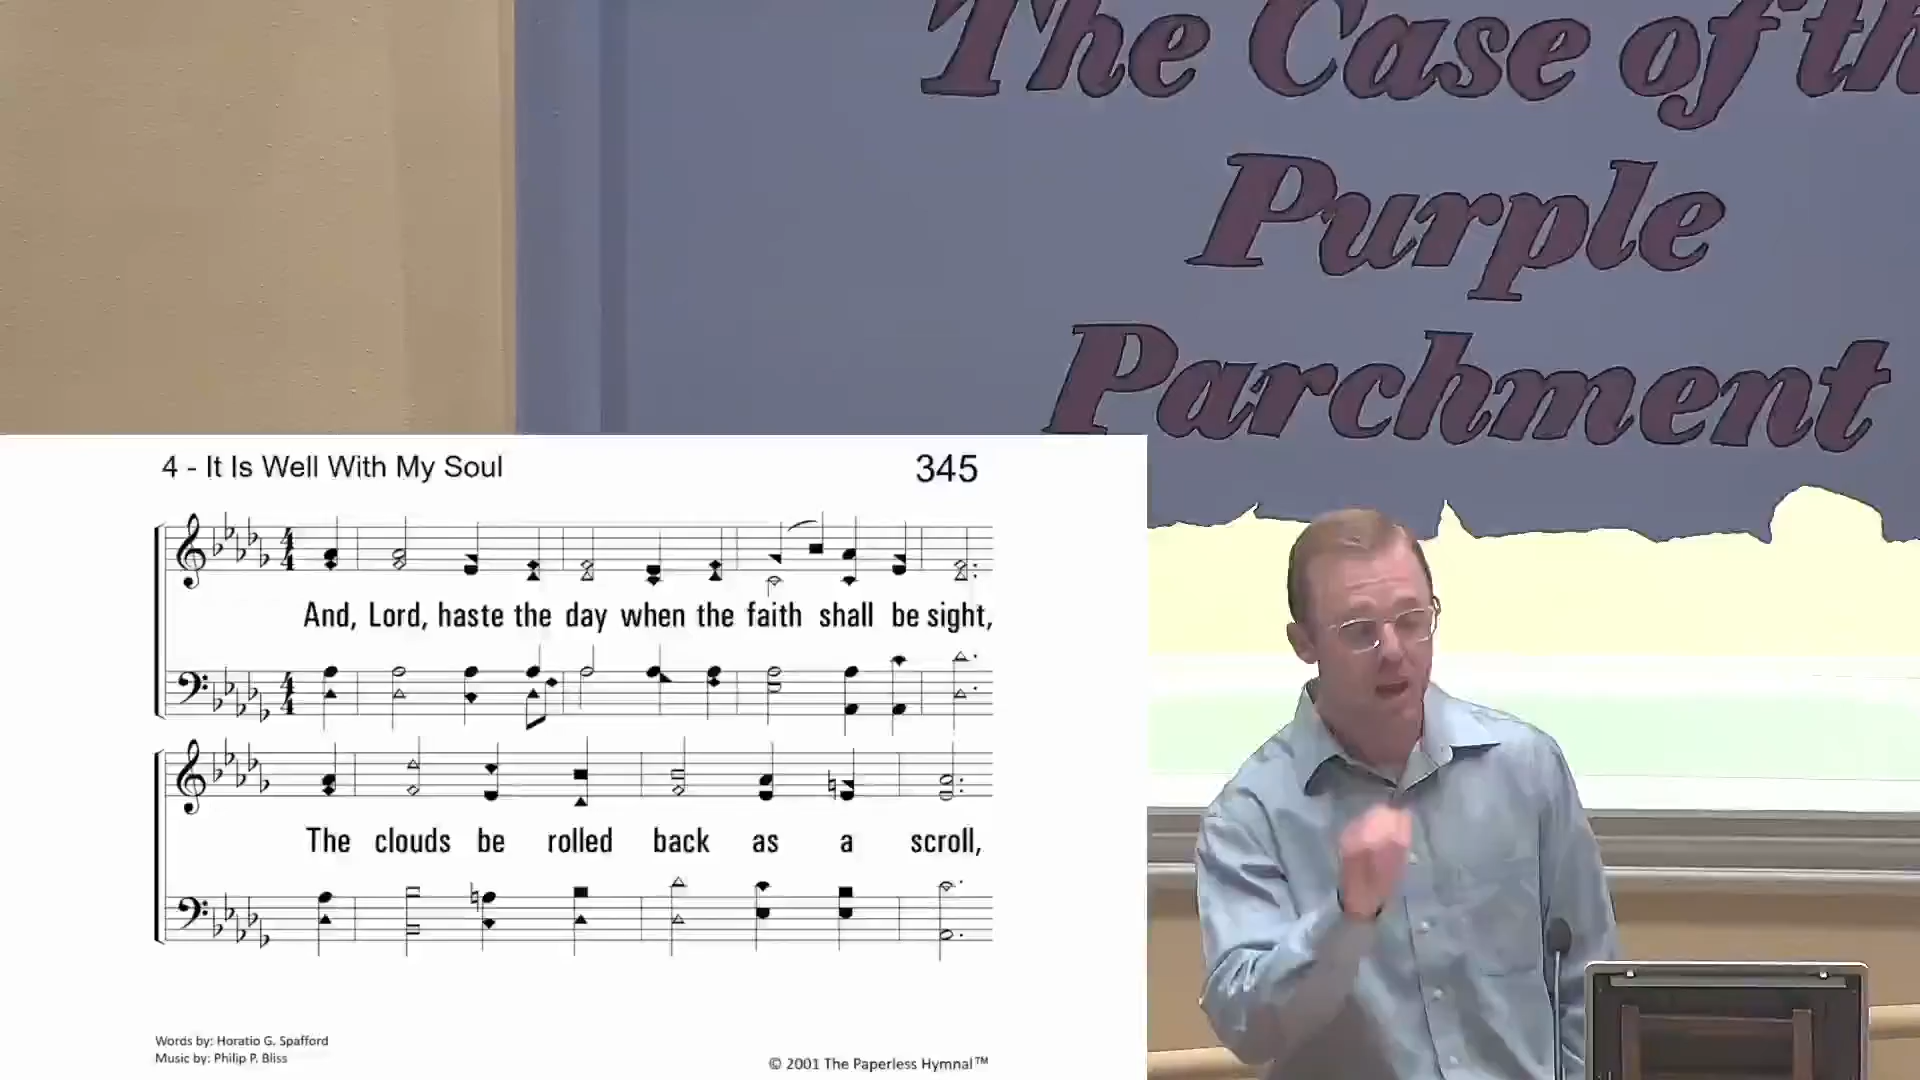 The Case of th
Purple
Parchment
4 - It Is Well With My Soul
345
And, Lord, haste the day when the faith shall be sight,
The clouds be rolled back as a scroll,
Words by: Horatio G. Spafford
Music by: Philip P. Bliss
© 2001 The Paperless Hymnal™